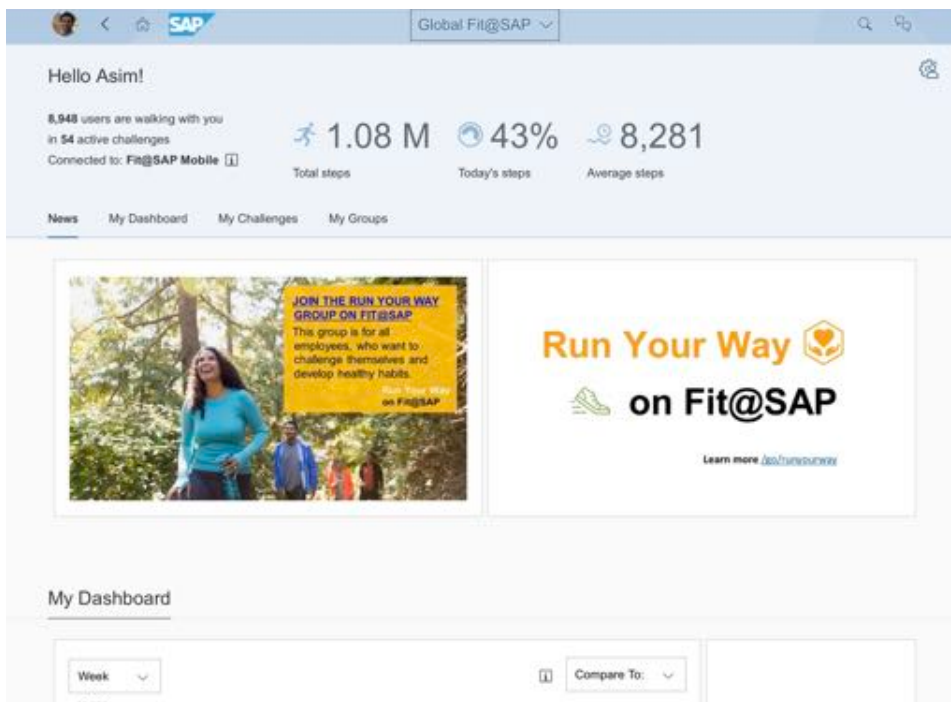 SAP
Global Fit@SAP
Hello Asim!
8,948 users are walking with you
in 54 active challenges
Connected to: Fit@SAP Mobile
1.08 M
43%
8,281
Total steps
Today's steps
Average steps
News
My Dashboard
My Challenges
My Groups
JOIN THE RUN YOUR WAY
GROUP ON FIT@SAP
This group is for all
employees, who want to
challenge themselves and
develop healthy habits.
Run Your Way
on Fit@SAP
Run Your Way
on Fit@SAP
Learn more /go/runyourway
My Dashboard
Week
Compare To: